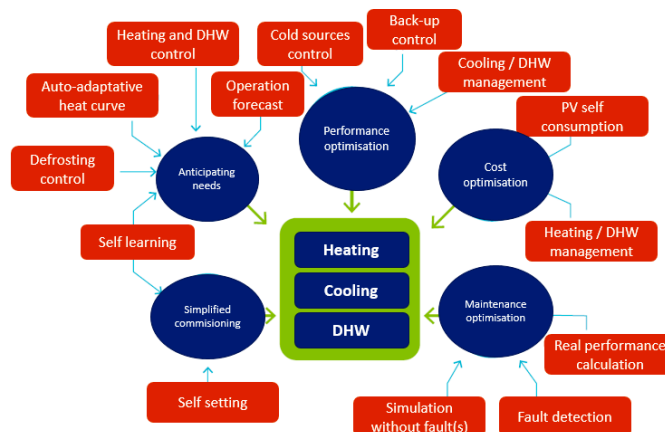 Heating and DHW
control
Cold sources
control
Back-up
control
Cooling / DHW
management
Auto-adaptative
heat curve
Operation
forecast
PV self
consumption
Performance
optimisation
Defrosting
control
Anticipating
needs
Cost
optimisation
Self learning
Heating / DHW
management
Heating
Cooling
DHW
Simplified
commisioning
Maintenance
optimisation
Real performance
calculation
Self setting
Simulation
without fault(s)
Fault detection